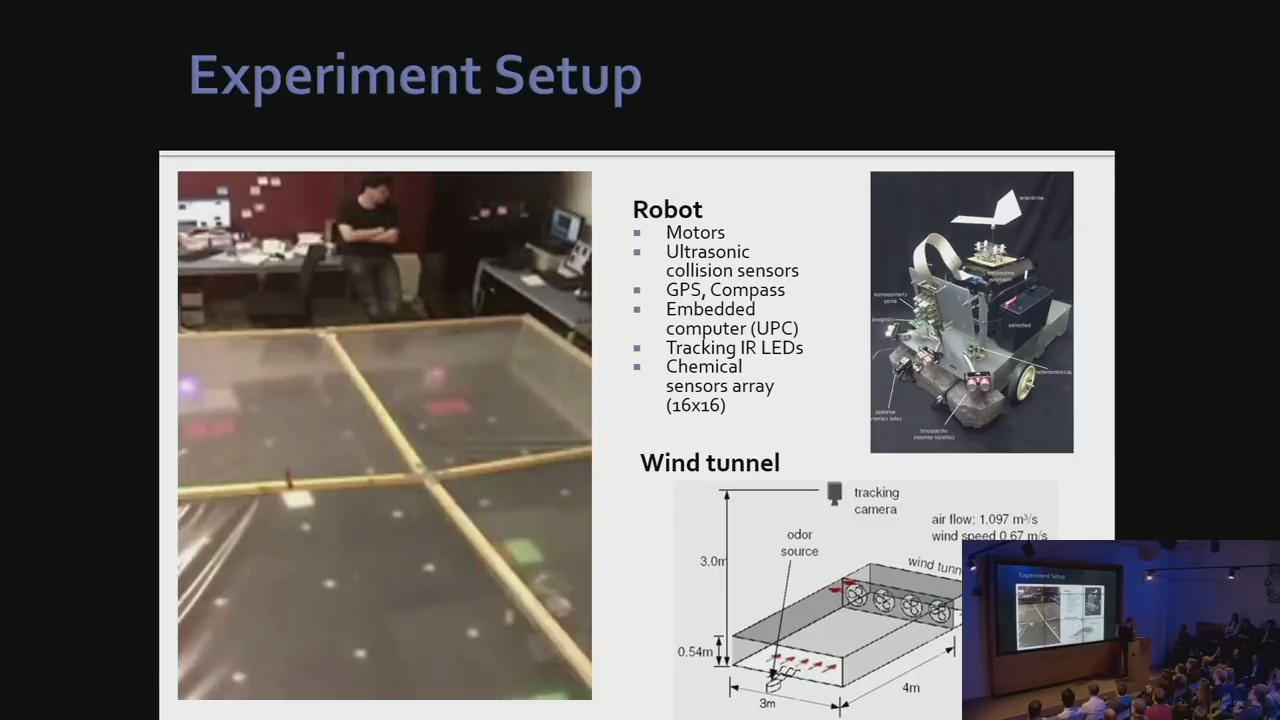 Experiment Setup
Robot
Motors
Ultrasonic
collision sensors
GPS, Compass
Embedded
computer (UPC)
Tracking IR LEDs
Chemical
sensors array
(16x16)
Wind tunnel
tracking
camera
air flow: 1.097 m³/s
wind speed 0.67 m/s
odor
source
3.0m
wind tunn
0.54m
3m
4m
Experiment Setup